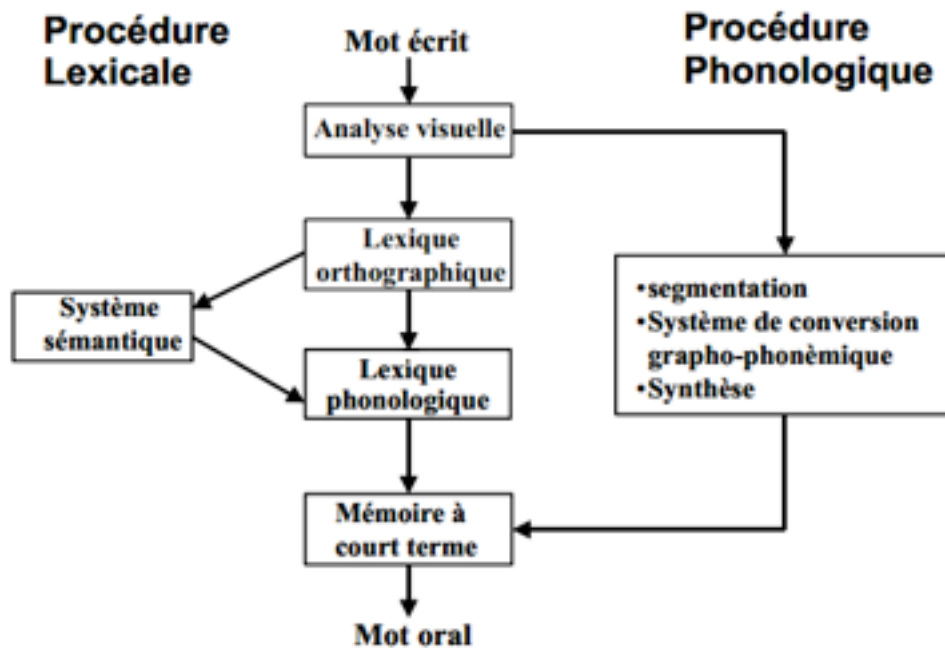 Procédure
Lexicale
Mot écrit
Procédure
Phonologique
Analyse visuelle
Lexique
orthographique
Système
sémantique
•segmentation
•Système de conversion
grapho-phonèmique
•Synthèse
Lexique
phonologique
Mémoire à
court terme
Mot oral